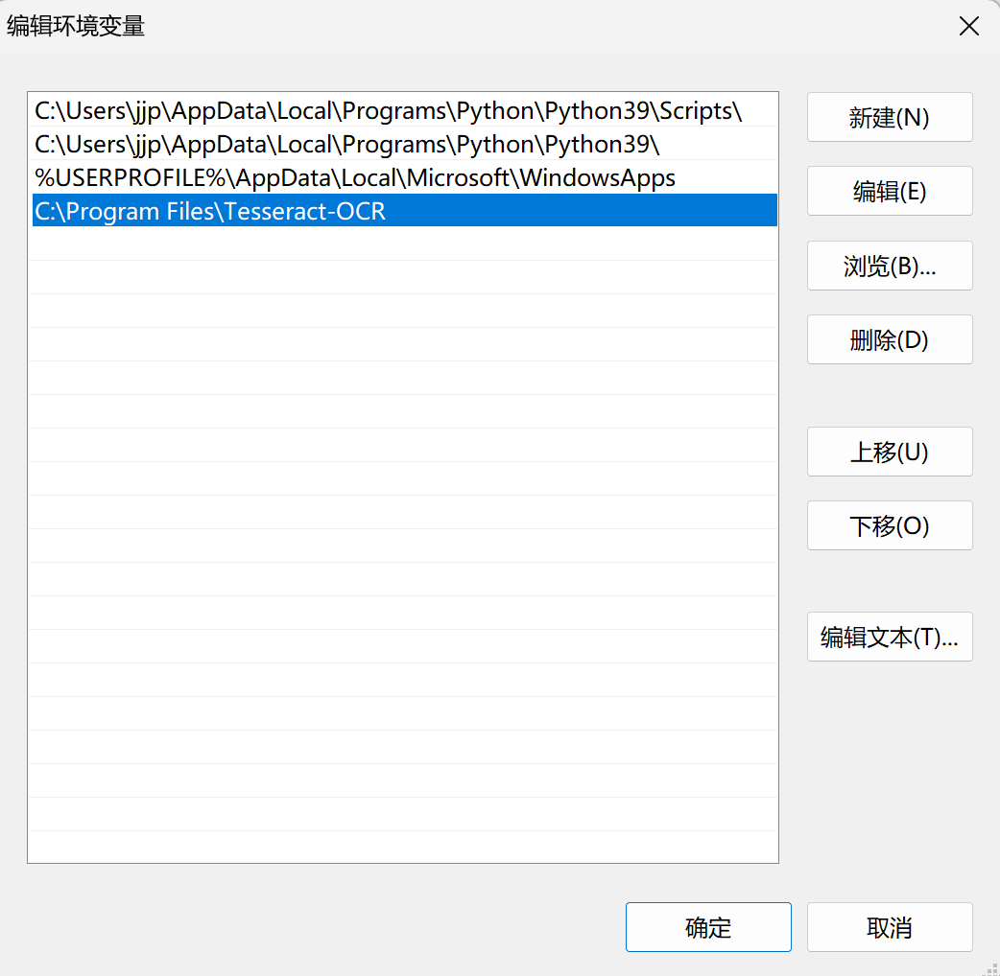 编辑环境变量
C:\Users\jjp\AppData\Local\Programs\Python\Python39\Scripts\
C:\Users\jjp\AppData\Local\Programs\Python\Python39\
%USERPROFILE%\AppData\Local\Microsoft\WindowsApps
C:\Program Files\Tesseract-OCR
新建(N)
编辑(E)
浏览(B)...
删除(D)
上移(U)
下移(O)
编辑文本(T)...
确定
取消